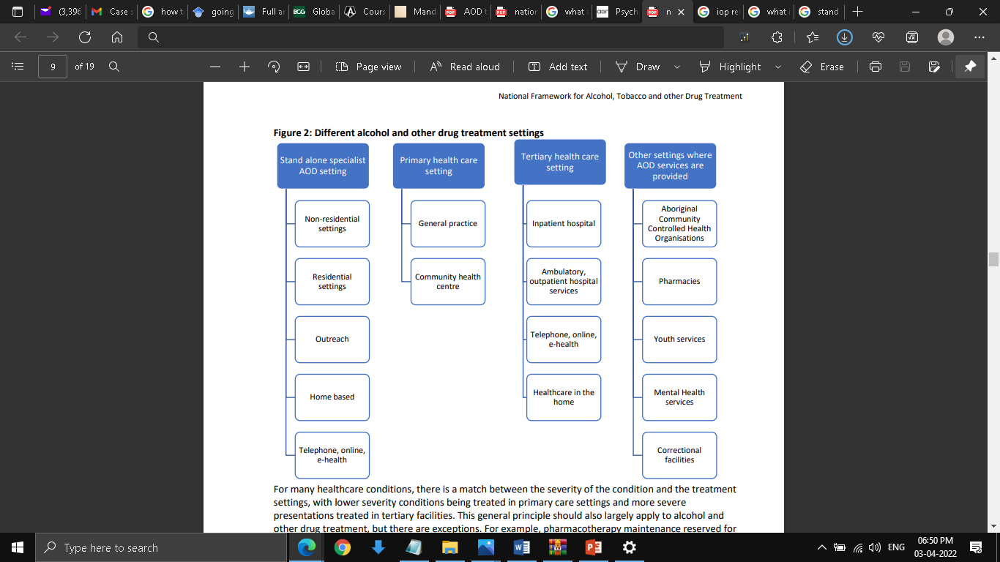 (3,396
Case s
how t
going
Full ar
BCG
Globa
Cours
Mand
PDF
AOD t
PDF
nation
what a
Psych
PDF
n
iop re
what i
stand
9
of 19
Page view
Read aloud
Add text
Draw
Highlight
Erase
National Framework for Alcohol, Tobacco and other Drug Treatment
Figure 2: Different alcohol and other drug treatment settings
Stand alone specialist
AOD setting
Non-residential
settings
Residential
settings
Outreach
Home based
Telephone, online,
e-health
Primary health care
setting
General practice
Community health
centre
Tertiary health care
setting
Inpatient hospital
Ambulatory,
outpatient hospital
services
Telephone, online,
e-health
Healthcare in the
home
Other settings where
AOD services are
provided
Aboriginal
Community
Controlled Health
Organisations
Pharmacies
Youth services
Mental Health
services
Correctional
facilities
For many healthcare conditions, there is a match between the severity of the condition and the treatment
settings, with lower severity conditions being treated in primary care settings and more severe
presentations treated in tertiary facilities. This general principle should also largely apply to alcohol and
other drug treatment, but there are exceptions. For example, pharmacotherapy maintenance reserved for
Type here to search
ENG
06:50 PM
03-04-2022